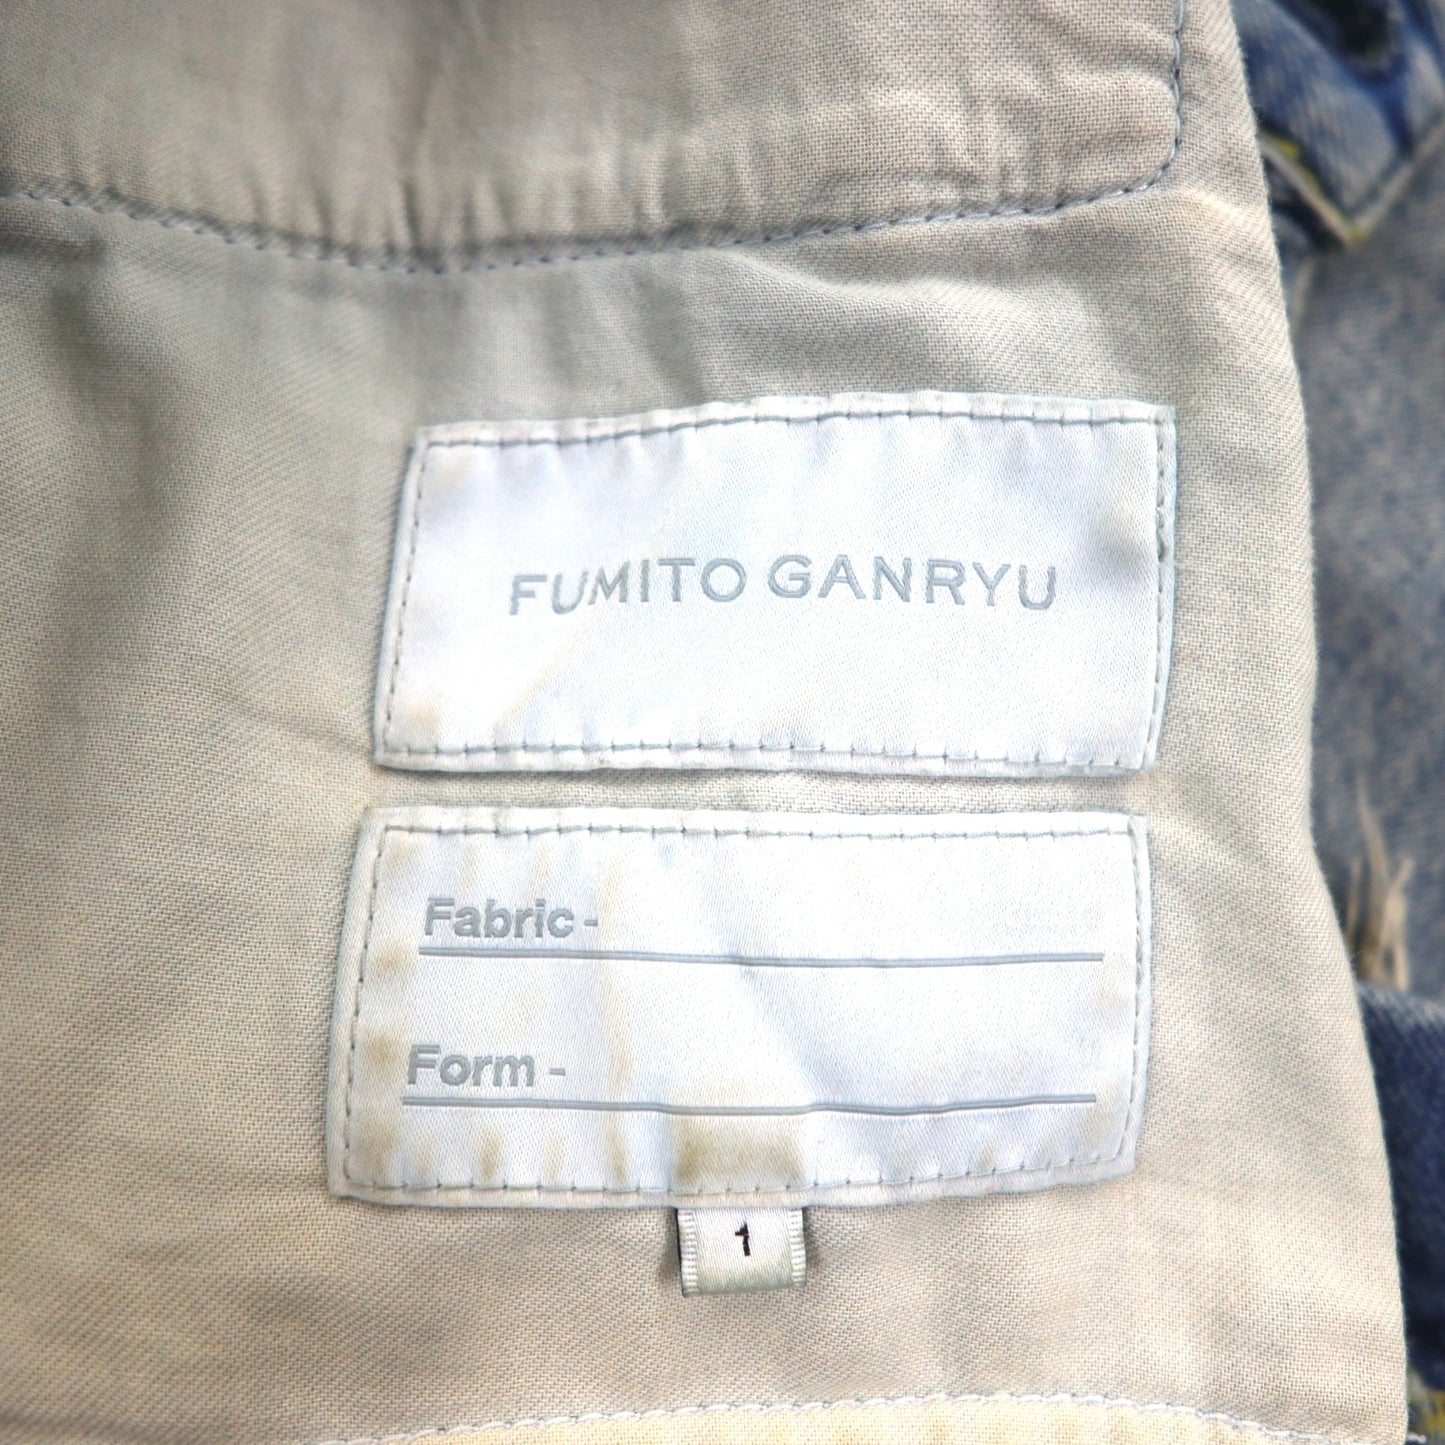 FUMITO GANRYU
Fabric -
Form -
1